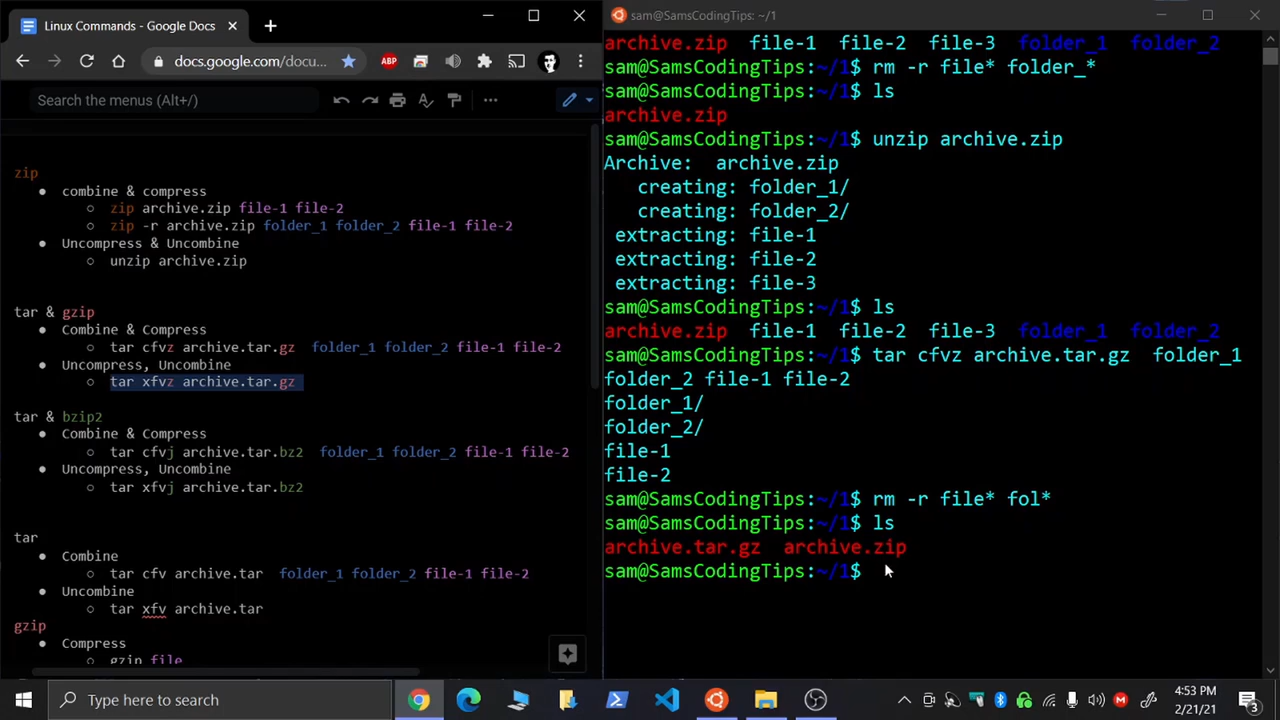 Linux Commands - Google Docs
docs.google.com/docu...
ABP
Search the menus (Alt+/)
zip
combine & compress
zip archive.zip file-1 file-2
zip -r archive.zip folder_1 folder_2 file-1 file-2
Uncompress & Uncombine
unzip archive.zip
tar & gzip
Combine & Compress
tar cfvz archive.tar.gz folder_1 folder_2 file-1 file-2
Uncompress, Uncombine
tar xfvz archive.tar.gz
tar & bzip2
Combine & Compress
tar cfvj archive.tar.bz2 folder_1 folder_2 file-1 file-2
Uncompress, Uncombine
tar xfvj archive.tar.bz2
tar
Combine
tar cfv archive.tar folder_1 folder_2 file-1 file-2
Uncombine
tar xfv archive.tar
gzip
Compress
gzip file
sam@SamsCodingTips: ~/1
archive.zip file-1 file-2 file-3 folder_1 folder_2
sam@SamsCodingTips:~/1$ rm -r file* folder_*
sam@SamsCodingTips:~/1$ ls
archive.zip
sam@SamsCodingTips:~/1$ unzip archive.zip
Archive: archive.zip
creating: folder_1/
creating: folder_2/
extracting: file-1
extracting: file-2
extracting: file-3
sam@SamsCodingTips:~/1$ ls
archive.zip file-1 file-2 file-3 folder_1 folder_2
sam@SamsCodingTips:~/1$ tar cfvz archive.tar.gz folder_1
folder_2 file-1 file-2
folder_1/
folder_2/
file-1
file-2
sam@SamsCodingTips:~/1$ rm -r file* fol*
sam@SamsCodingTips:~/1$ ls
archive.tar.gz archive.zip
sam@SamsCodingTips:~/1$
Type here to search
4:53 PM
2/21/21
3